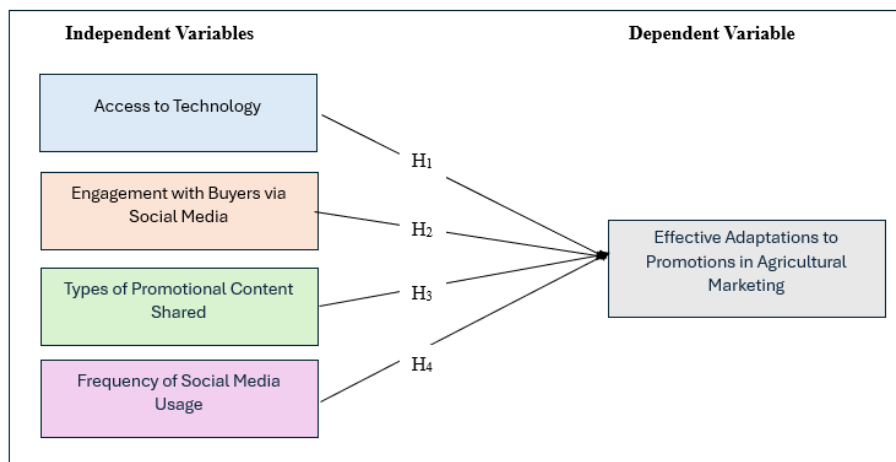 Independent Variables
Dependent Variable
Access to Technology
H₁
Engagement with Buyers via
Social Media
H₂
Effective Adaptations to
Promotions in Agricultural
Marketing
Types of Promotional Content
Shared
H₃
Frequency of Social Media
Usage
H₄